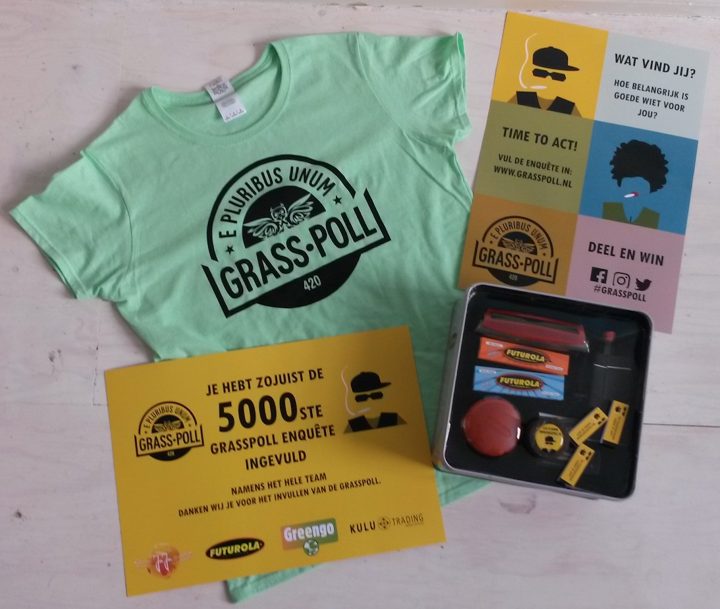 E PLURIBUS UNUM
GRASS-POLL
420
WAT VIND JIJ?
HOE BELANGRIJK IS
GOEDE WIET VOOR
JOU?
TIME TO ACT!
VUL DE ENQUÊTE IN:
WWW.GRASSPOLL.NL
E PLURIBUS UNUM
GRASS-POLL
420
DEEL EN WIN
#GRASSPOLL
FUTUROLA
FUTUROLA
E PLURIBUS UNUM
GRASS-POLL
420
JE HEBT ZOJUIST DE
5000STE
GRASSPOLL ENQUÊTE
INGEVULD
NAMENS HET HELE TEAM
DANKEN WIJ JE VOOR HET INVULLEN VAN DE GRASSPOLL.
FUTUROLA
Greengo
KULU TRADING